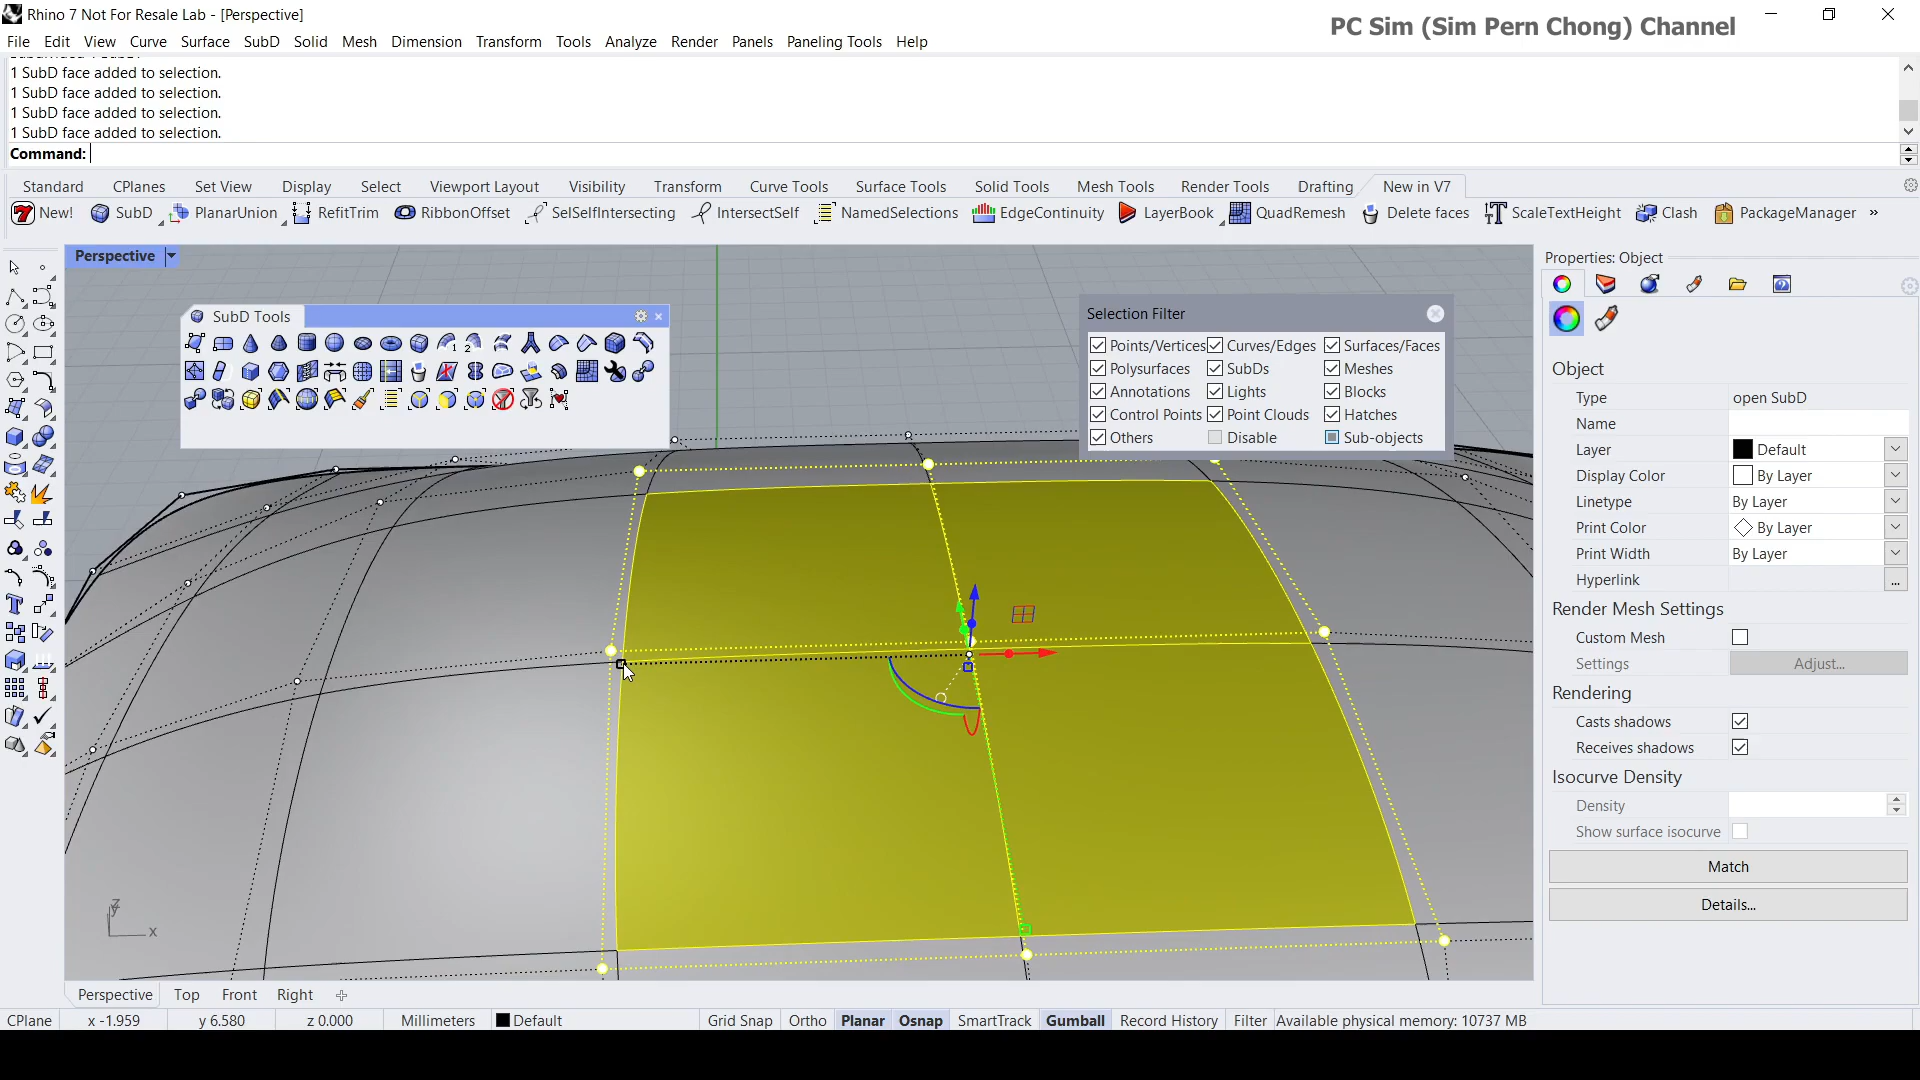 Rhino 7 Not For Resale Lab - [Perspective]
PC Sim (Sim Pern Chong) Channel
File Edit View Curve Surface SubD Solid Mesh Dimension Transform Tools Analyze Render Panels Paneling Tools Help
1 SubD face added to selection.
1 SubD face added to selection.
1 SubD face added to selection.
1 SubD face added to selection.
Command:
Standard CPlanes Set View Display Select Viewport Layout Visibility Transform Curve Tools Surface Tools Solid Tools Mesh Tools Render Tools Drafting New in V7
7 New! SubD PlanarUnion RefitTrim RibbonOffset SelSelfIntersecting IntersectSelf NamedSelections EdgeContinuity LayerBook QuadRemesh Delete faces ScaleTextHeight Clash PackageManager »
Perspective
SubD Tools
Selection Filter
Points/Vertices Curves/Edges Surfaces/Faces
Polysurfaces SubDs Meshes
Annotations Lights Blocks
Control Points Point Clouds Hatches
Others Disable Sub-objects
Properties: Object
Object
Type open SubD
Name
Layer Default
Display Color By Layer
Linetype By Layer
Print Color By Layer
Print Width By Layer
Hyperlink ...
Render Mesh Settings
Custom Mesh
Settings Adjust...
Rendering
Casts shadows
Receives shadows
Isocurve Density
Density
Show surface isocurve
Match
Details...
z
y
x
Perspective Top Front Right
CPlane x -1.959 y 6.580 z 0.000 Millimeters Default Grid Snap Ortho Planar Osnap SmartTrack Gumball Record History Filter Available physical memory: 10737 MB